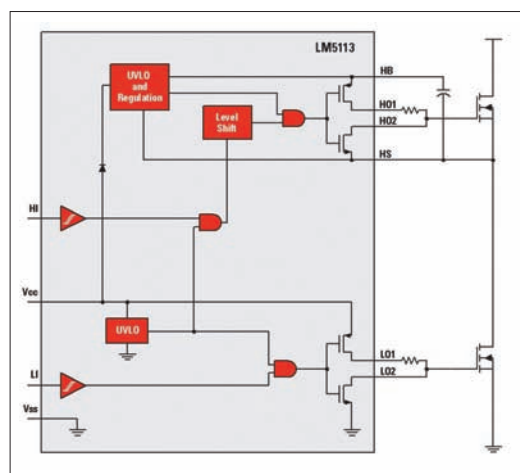 LM5113
UVLO
and
Regulation
HB
Level
Shift
HO1
HO2
HS
HI
Vcc
UVLO
LO1
LO2
LI
Vss